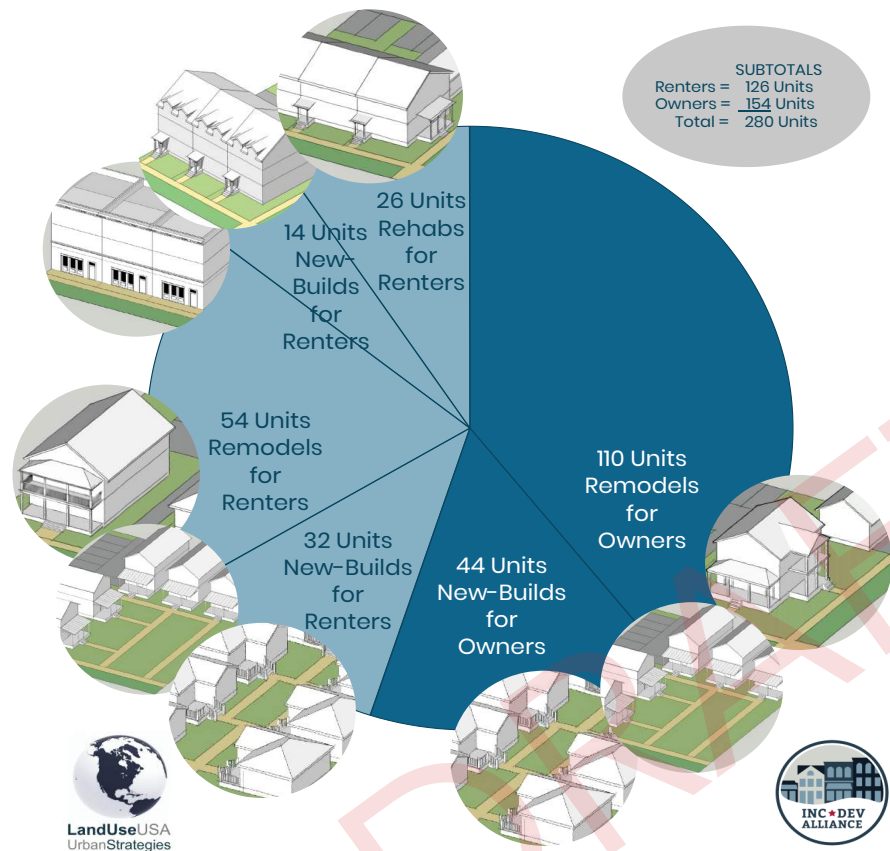 SUBTOTALS
Renters = 126 Units
Owners = 154 Units
Total = 280 Units
26 Units
Rehabs
for
Renters
14 Units
New-
Builds
for
Renters
54 Units
Remodels
for
Renters
32 Units
New-Builds
for
Renters
110 Units
Remodels
for
Owners
44 Units
New-Builds
for
Owners
DRAFT
LandUseUSA
UrbanStrategies
INC★DEV
ALLIANCE